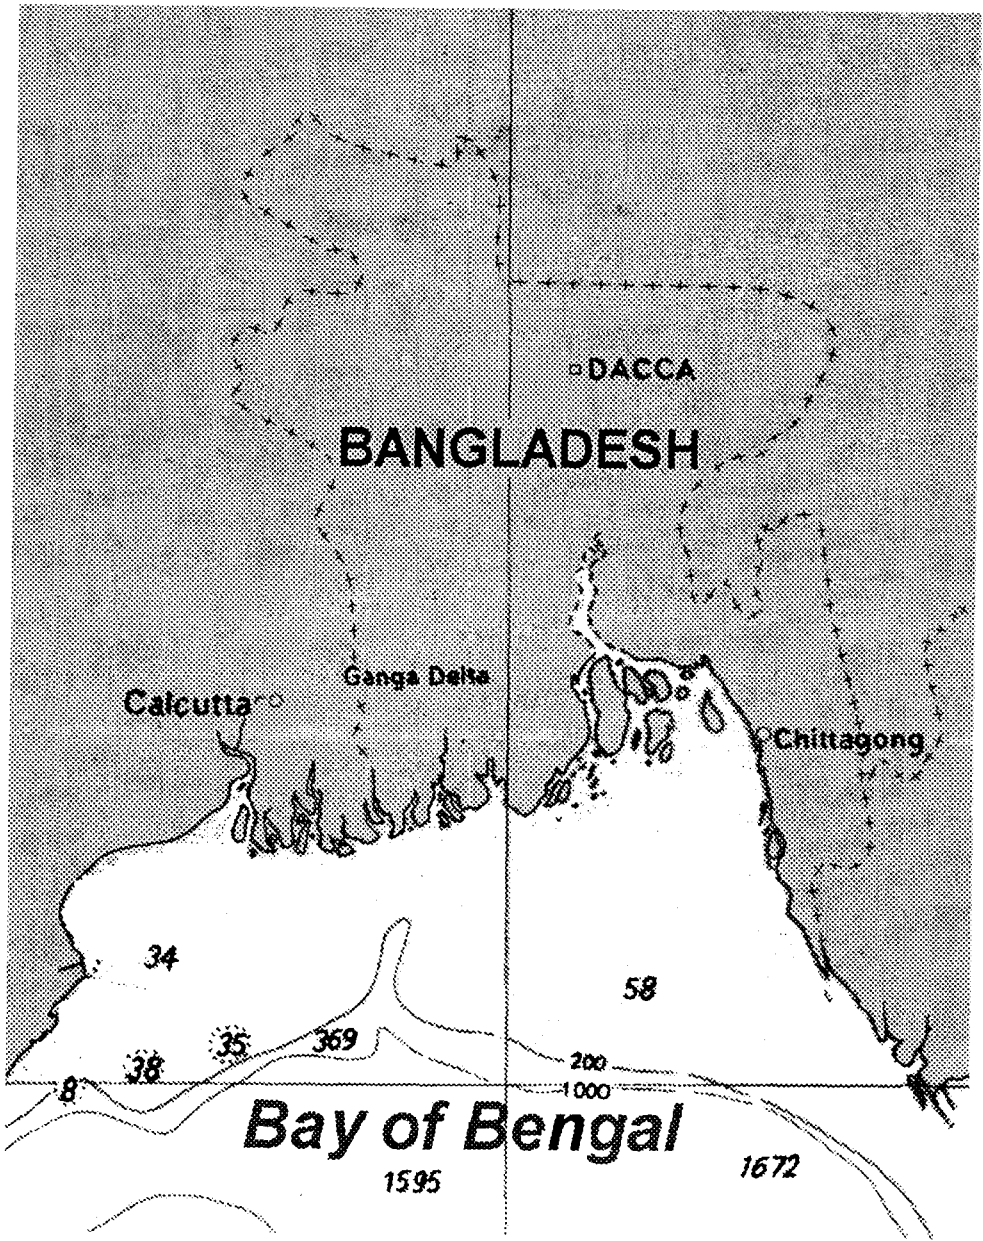 DACCA
BANGLADESH
Ganga Delta
Calcutta
Chittagong
34
58
35
369
38
200
8
1000
Bay of Bengal
1672
1595